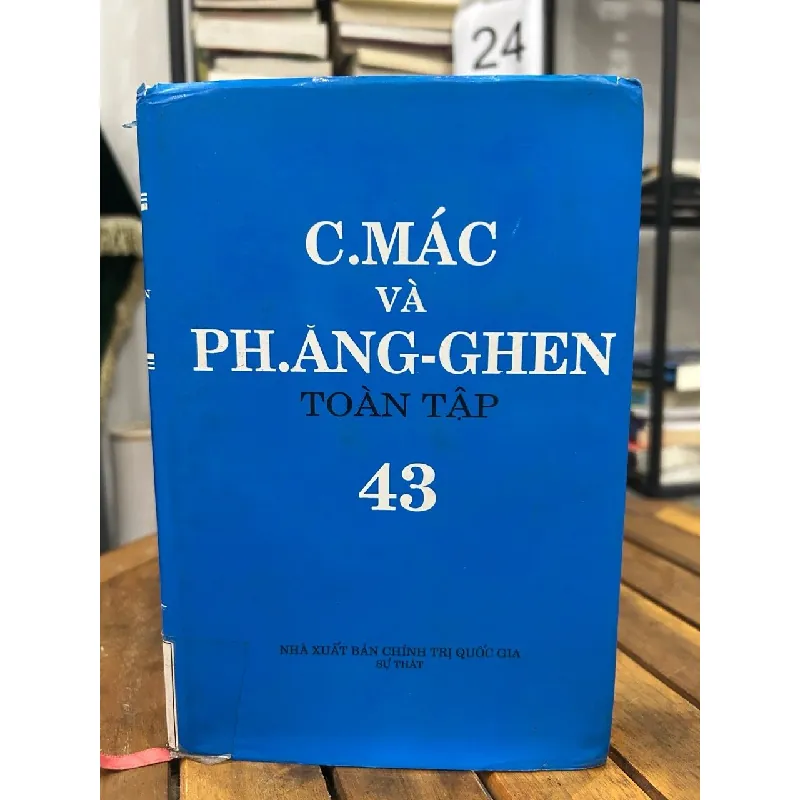 24
C.MÁC
VÀ
PH.ĂNG-GHEN
TOÀN TẬP
43
NHÀ XUẤT BẢN CHÍNH TRỊ QUỐC GIA
SỰ THẬT